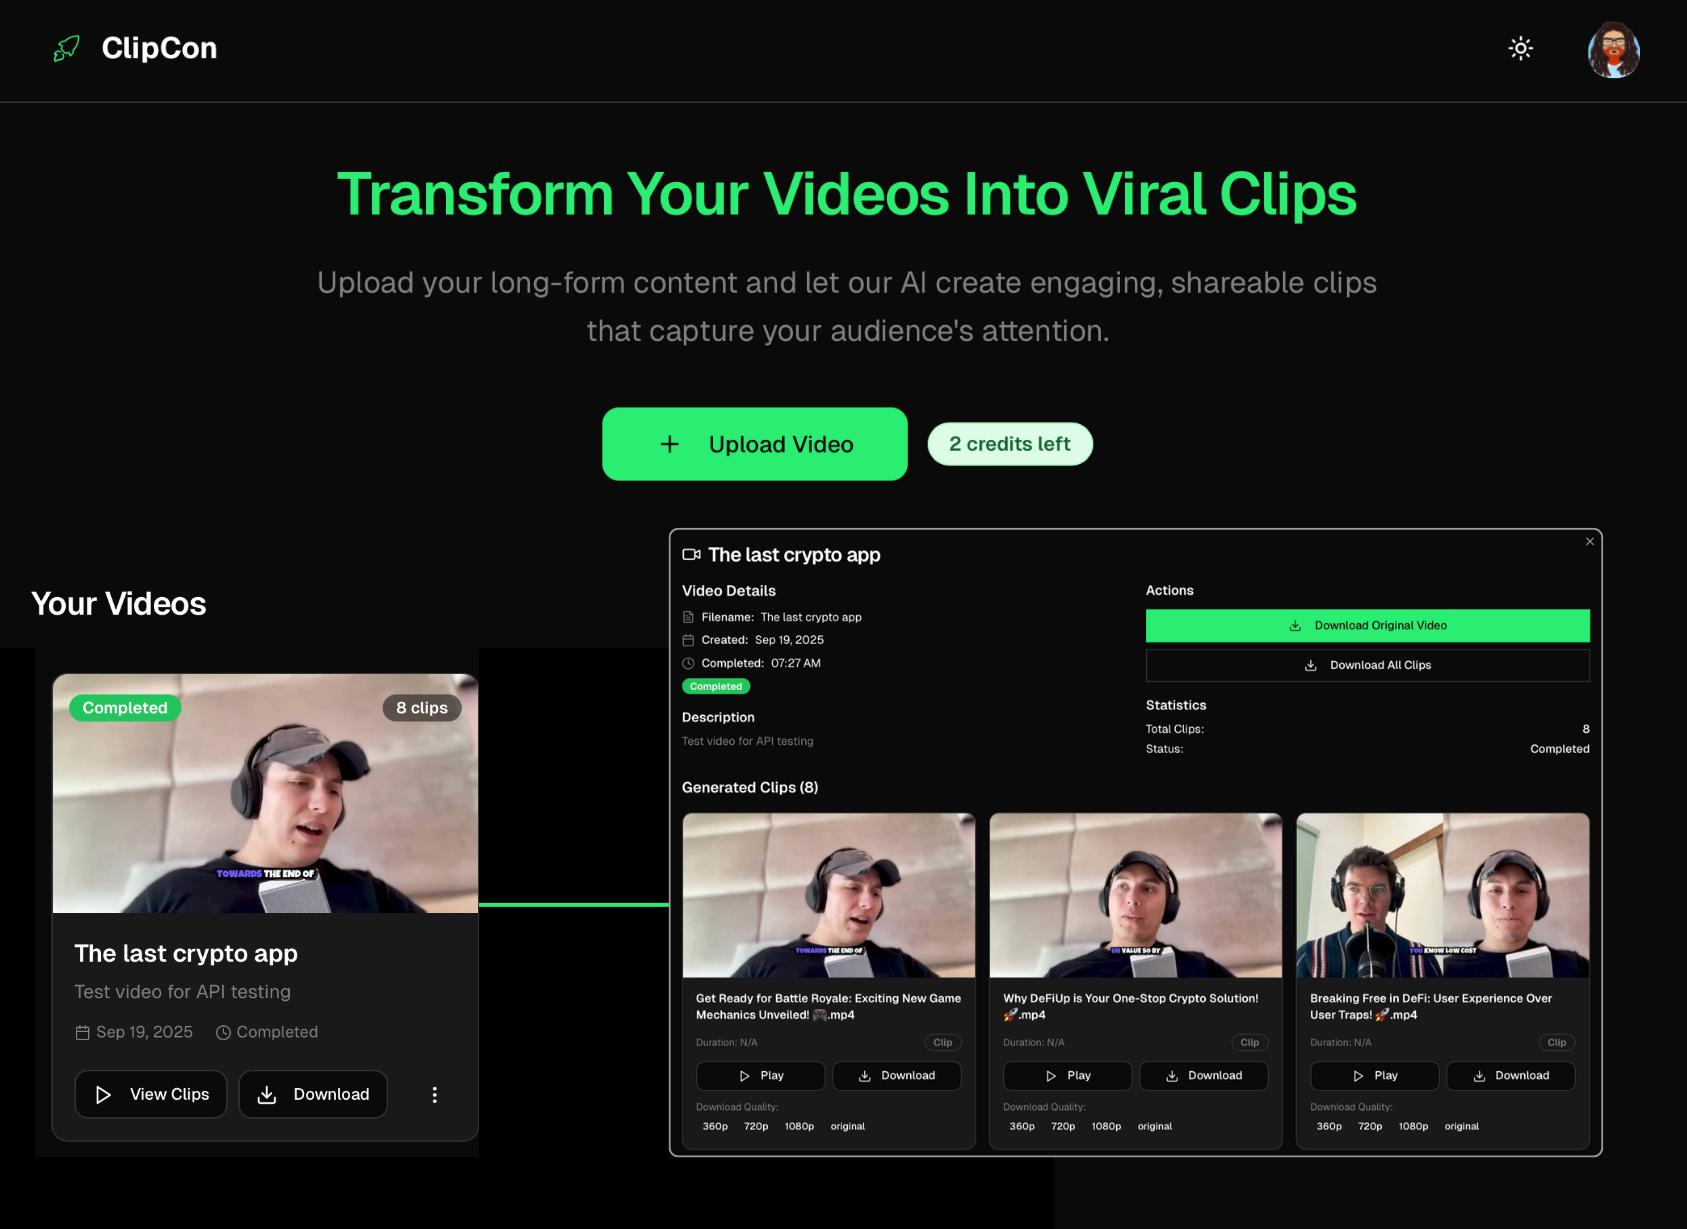 ClipCon
Transform Your Videos Into Viral Clips
Upload your long-form content and let our AI create engaging, shareable clips
that capture your audience's attention.
Upload Video
2 credits left
Your Videos
Completed
8 clips
TOWARDS THE END OF
The last crypto app
Test video for API testing
Sep 19, 2025
Completed
View Clips
Download
The last crypto app
Video Details
Filename: The last crypto app
Created: Sep 19, 2025
Completed: 07:27 AM
Completed
Description
Test video for API testing
Actions
Download Original Video
Download All Clips
Statistics
Total Clips: 8
Status: Completed
Generated Clips (8)
TOWARDS THE END OF
Get Ready for Battle Royale: Exciting New Game
Mechanics Unveiled! 🎮.mp4
Duration: N/A
Clip
Play
Download
Download Quality:
360p 720p 1080p original
UH VALUE SO BY
Why DeFiUp is Your One-Stop Crypto Solution!
🚀.mp4
Duration: N/A
Clip
Play
Download
Download Quality:
360p 720p 1080p original
YOU KNOW LOW COST
Breaking Free in DeFi: User Experience Over
User Traps! 🚀.mp4
Duration: N/A
Clip
Play
Download
Download Quality:
360p 720p 1080p original